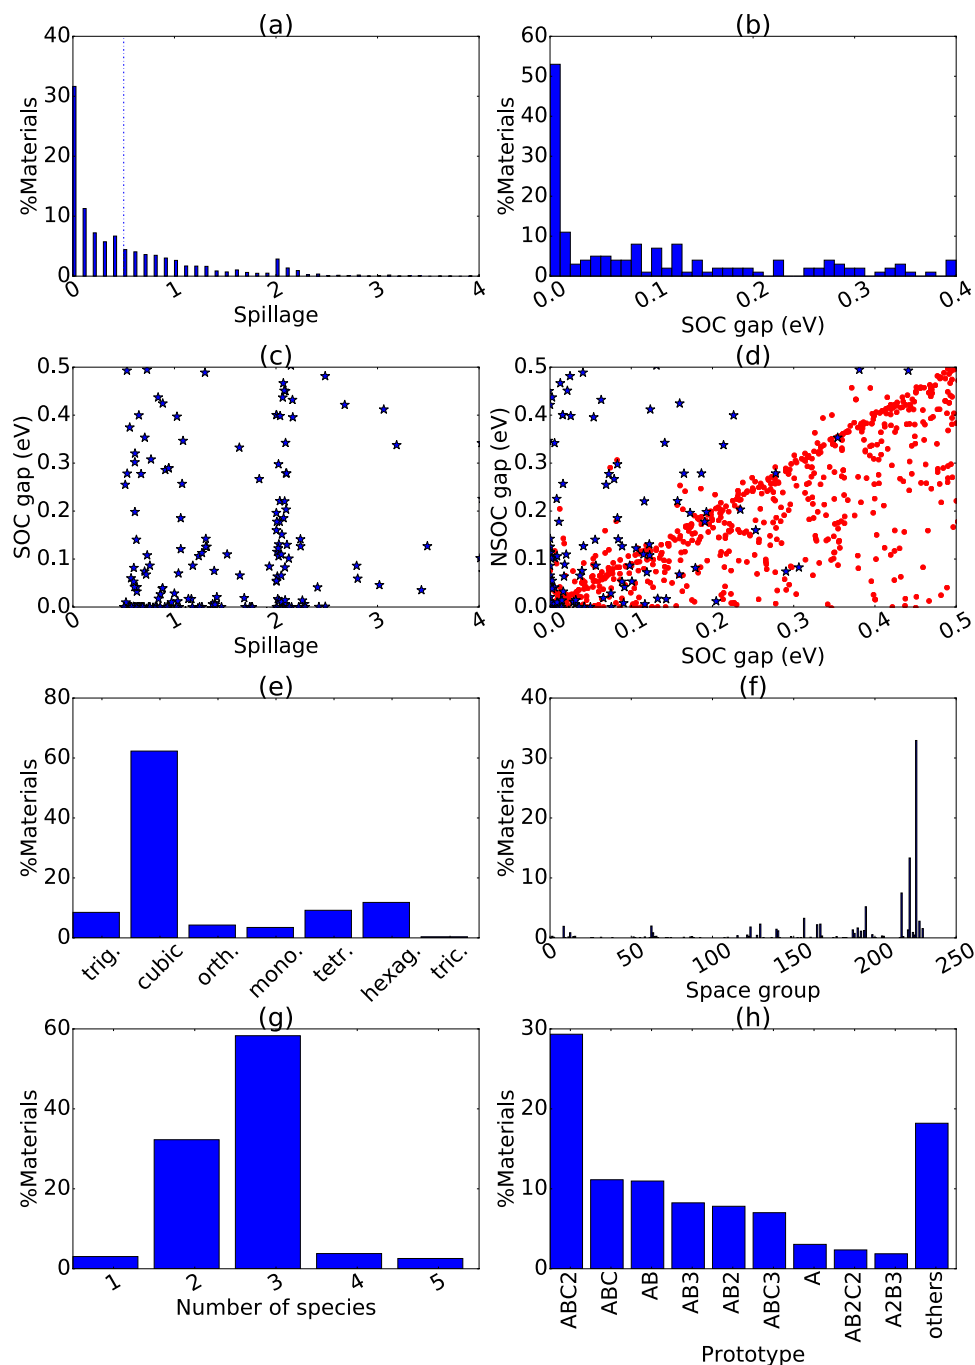 (a)
%Materials
40
30
20
10
0
0 1 2 3 4
Spillage
(b)
%Materials
60
50
40
30
20
10
0
0.0 0.1 0.2 0.3 0.4
SOC gap (eV)
(c)
SOC gap (eV)
0.5
0.4
0.3
0.2
0.1
0.0
0 1 2 3 4
Spillage
(d)
NSOC gap (eV)
0.5
0.4
0.3
0.2
0.1
0.0
0.0 0.1 0.2 0.3 0.4 0.5
SOC gap (eV)
(e)
%Materials
80
60
40
20
0
trig. cubic orth. mono. tetr. hexag. tric.
(f)
%Materials
40
30
20
10
0
0 50 100 150 200 250
Space group
(g)
%Materials
60
40
20
0
1 2 3 4 5
Number of species
(h)
%Materials
30
20
10
0
ABC2 ABC AB AB3 AB2 ABC3 A AB2C2 A2B3 others
Prototype